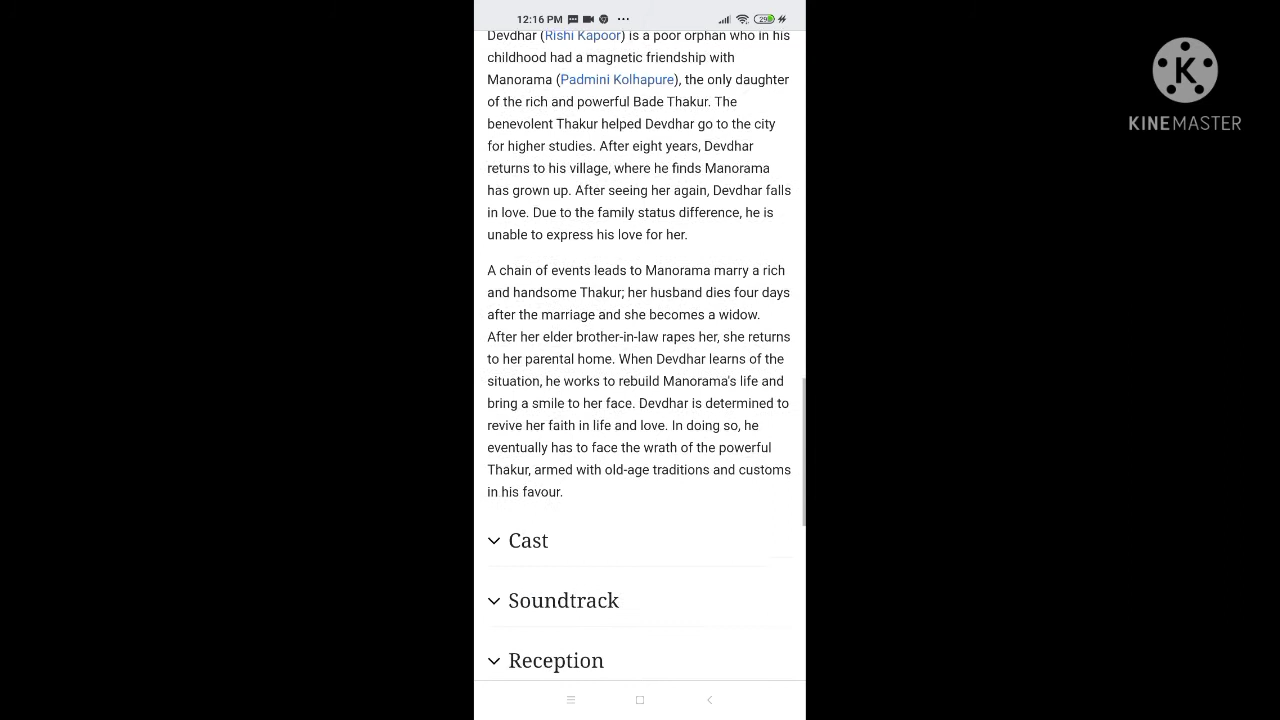 12:16 PM
29
Devdhar (Rishi Kapoor) is a poor orphan who in his
childhood had a magnetic friendship with
Manorama (Padmini Kolhapure), the only daughter
of the rich and powerful Bade Thakur. The
benevolent Thakur helped Devdhar go to the city
for higher studies. After eight years, Devdhar
returns to his village, where he finds Manorama
has grown up. After seeing her again, Devdhar falls
in love. Due to the family status difference, he is
unable to express his love for her.
A chain of events leads to Manorama marry a rich
and handsome Thakur; her husband dies four days
after the marriage and she becomes a widow.
After her elder brother-in-law rapes her, she returns
to her parental home. When Devdhar learns of the
situation, he works to rebuild Manorama's life and
bring a smile to her face. Devdhar is determined to
revive her faith in life and love. In doing so, he
eventually has to face the wrath of the powerful
Thakur, armed with old-age traditions and customs
in his favour.
Cast
Soundtrack
Reception
K
KINEMASTER